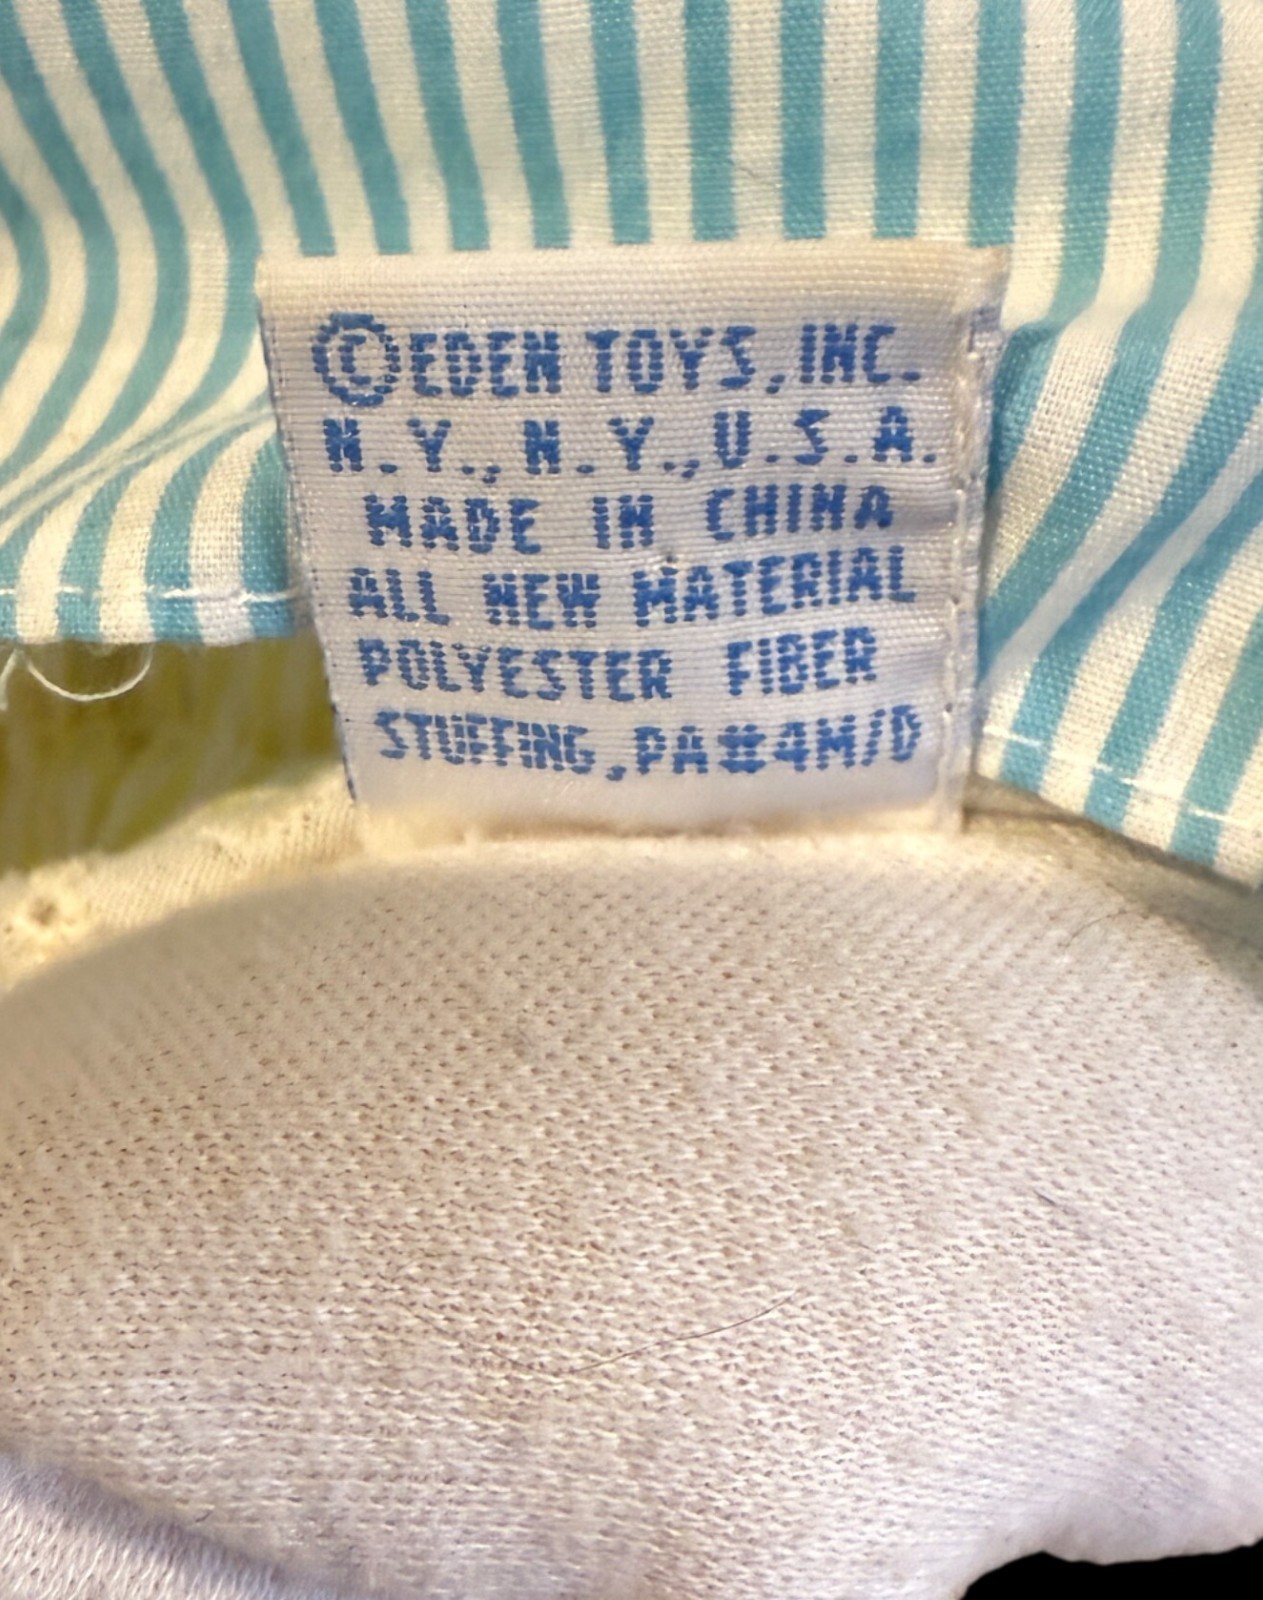 ©EDEN TOYS, INC.
N.Y., N.Y., U.S.A.
MADE IN CHINA
ALL NEW MATERIAL
POLYESTER FIBER
STUFFING, PA#4M/D